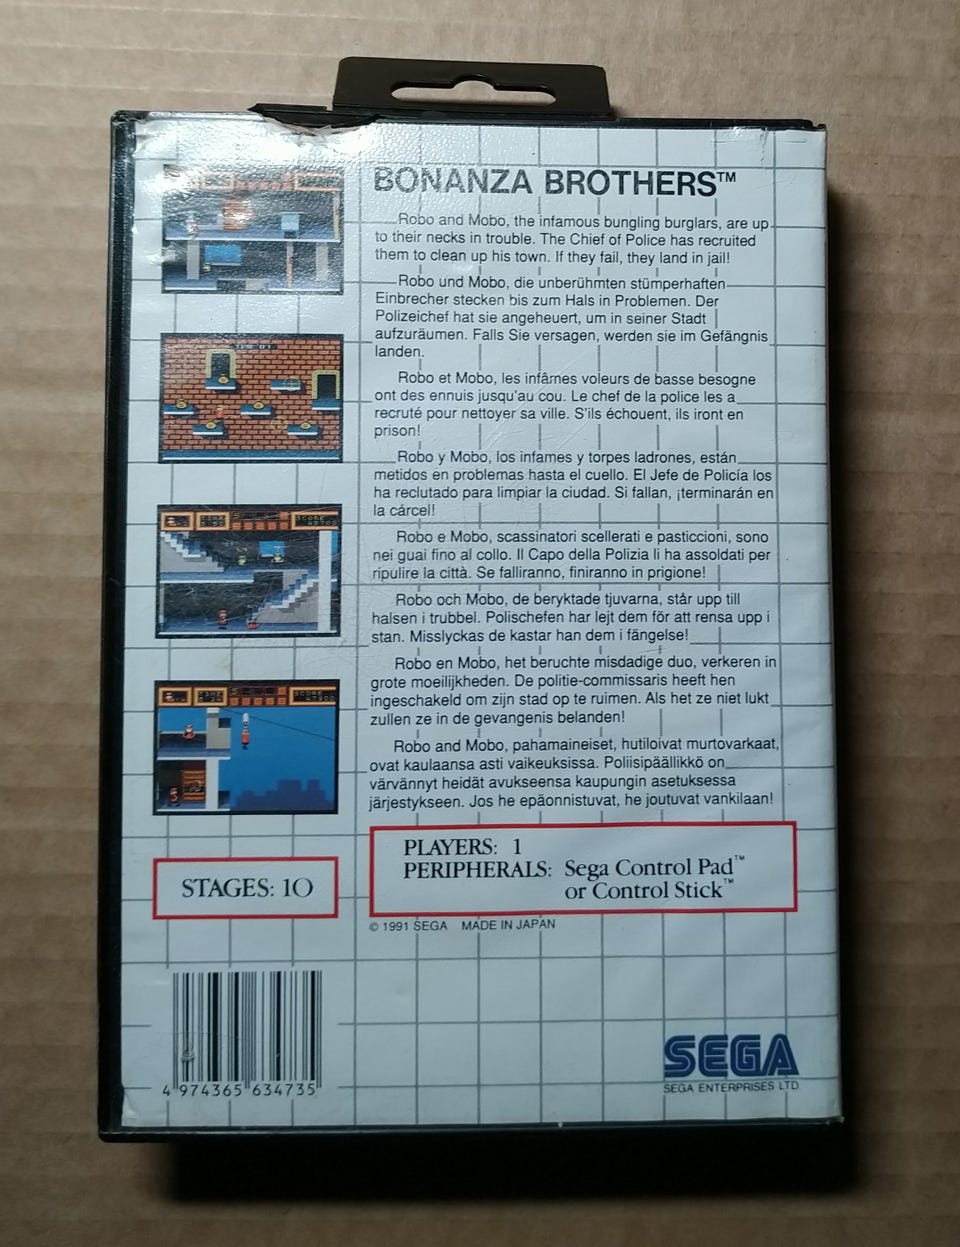 BONANZA BROTHERS™
Robo and Mobo, the infamous bungling burglars, are up
to their necks in trouble. The Chief of Police has recruited
them to clean up his town. If they fail, they land in jail!
Robo und Mobo, die unberühmten stümperhaften
Einbrecher stecken bis zum Hals in Problemen. Der
Polizeichef hat sie angeheuert, um in seiner Stadt
aufzuräumen. Falls Sie versagen, werden sie im Gefängnis
landen.
Robo et Mobo, les infâmes voleurs de basse besogne
ont des ennuis jusqu'au cou. Le chef de la police les a
recruté pour nettoyer sa ville. S'ils échouent, ils iront en
prison!
Robo y Mobo, los infames y torpes ladrones, están
metidos en problemas hasta el cuello. El Jefe de Policía los
ha reclutado para limpiar la ciudad. Si fallan, ¡terminarán en
la cárcel!
Robo e Mobo, scassinatori scellerati e pasticcioni, sono
nei guai fino al collo. Il Capo della Polizia li ha assoldati per
ripulire la città. Se falliranno, finiranno in prigione!
Robo och Mobo, de beryktade tjuvarna, står upp till
halsen i trubbel. Polischefen har lejt dem för att rensa upp i
stan. Misslyckas de kastar han dem i fängelse!
Robo en Mobo, het beruchte misdadige duo, verkeren in
grote moeilijkheden. De politie-commissaris heeft hen
ingeschakeld om zijn stad op te ruimen. Als het ze niet lukt
zullen ze in de gevangenis belanden!
Robo and Mobo, pahamaineiset, hutiloivat murtovarkaat,
ovat kaulaansa asti vaikeuksissa. Poliisipäällikkö on
värvännyt heidät avukseensa kaupungin asetuksessa
järjestykseen. Jos he epäonnistuvat, he joutuvat vankilaan!
PLAYERS: 1
PERIPHERALS: Sega Control Pad™
or Control Stick™
STAGES: 10
© 1991 SEGA MADE IN JAPAN
4 974365 634735
SEGA
SEGA ENTERPRISES LTD.
TIME
SCORE
TIME
SCORE